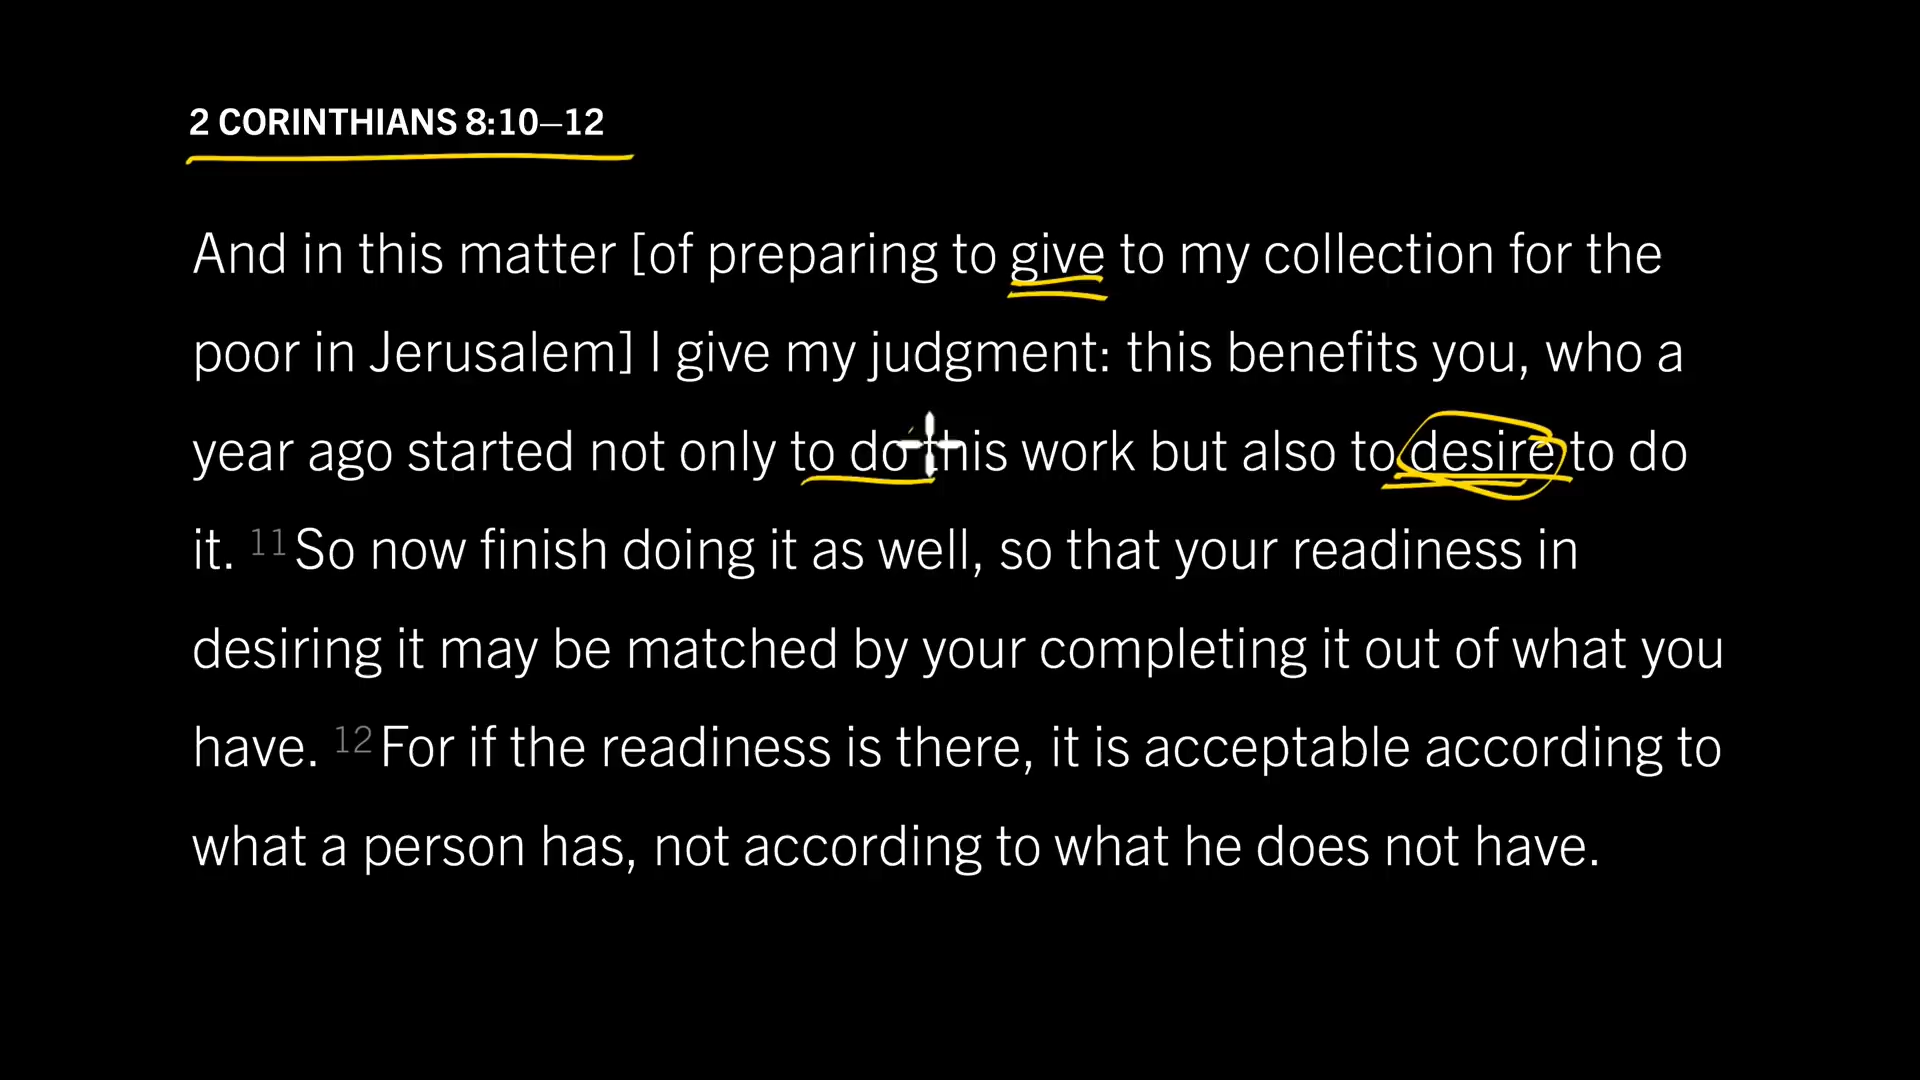 2 CORINTHIANS 8:10–12
And in this matter [of preparing to give to my collection for the
poor in Jerusalem] I give my judgment: this benefits you, who a
year ago started not only to do this work but also to desire to do
it. 11 So now finish doing it as well, so that your readiness in
desiring it may be matched by your completing it out of what you
have. 12 For if the readiness is there, it is acceptable according to
what a person has, not according to what he does not have.